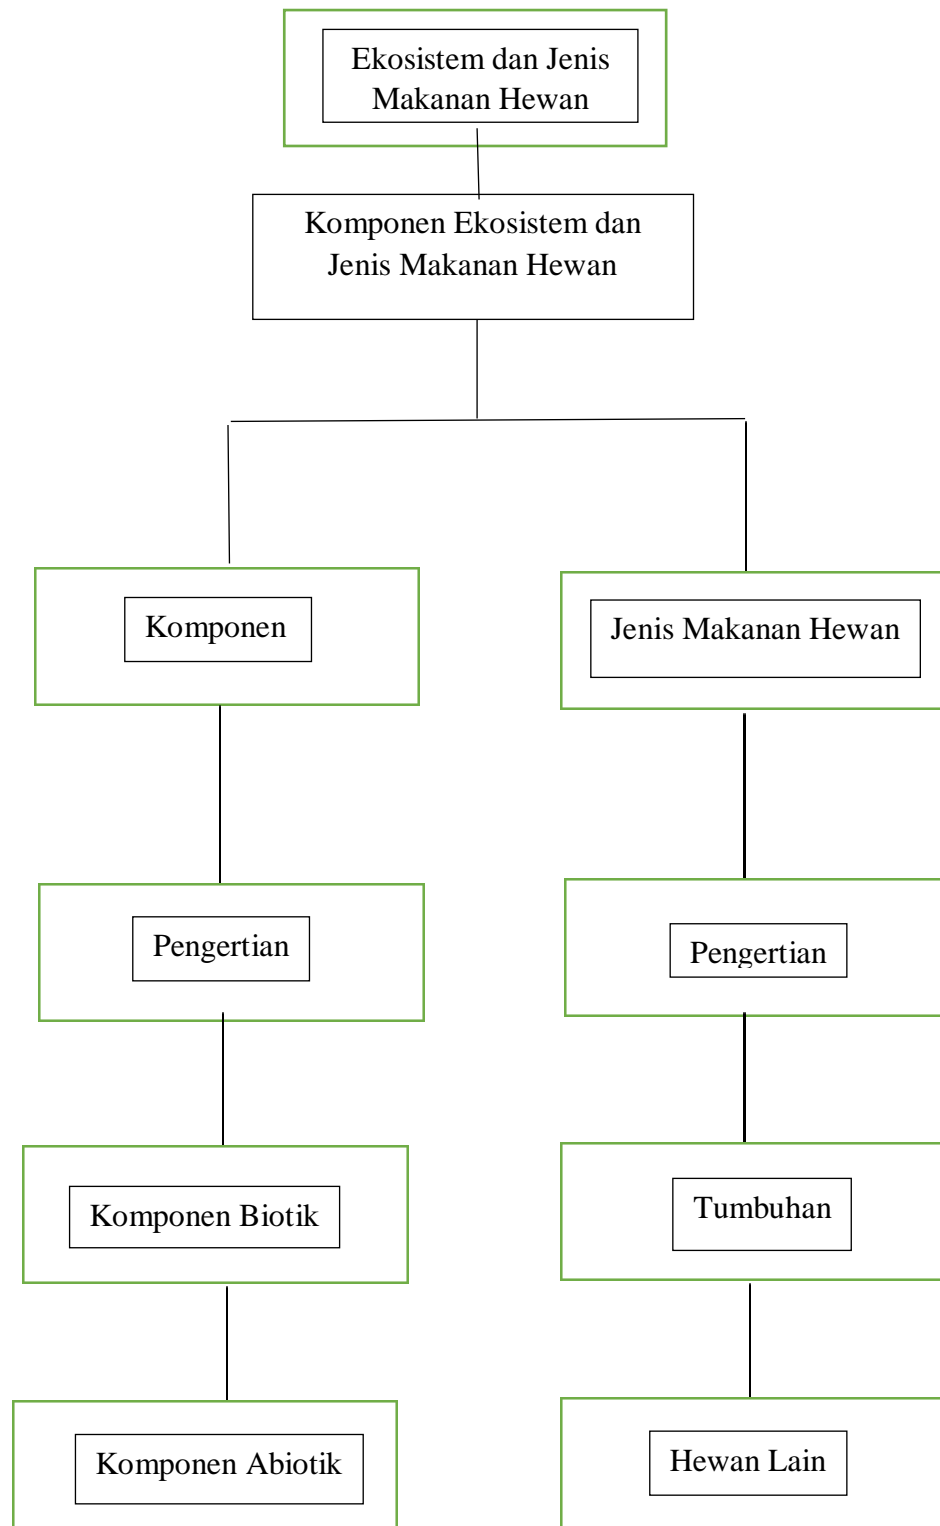 Ekosistem dan Jenis
Makanan Hewan
Komponen Ekosistem dan
Jenis Makanan Hewan
Komponen
Jenis Makanan Hewan
Pengertian
Pengertian
Komponen Biotik
Tumbuhan
Komponen Abiotik
Hewan Lain